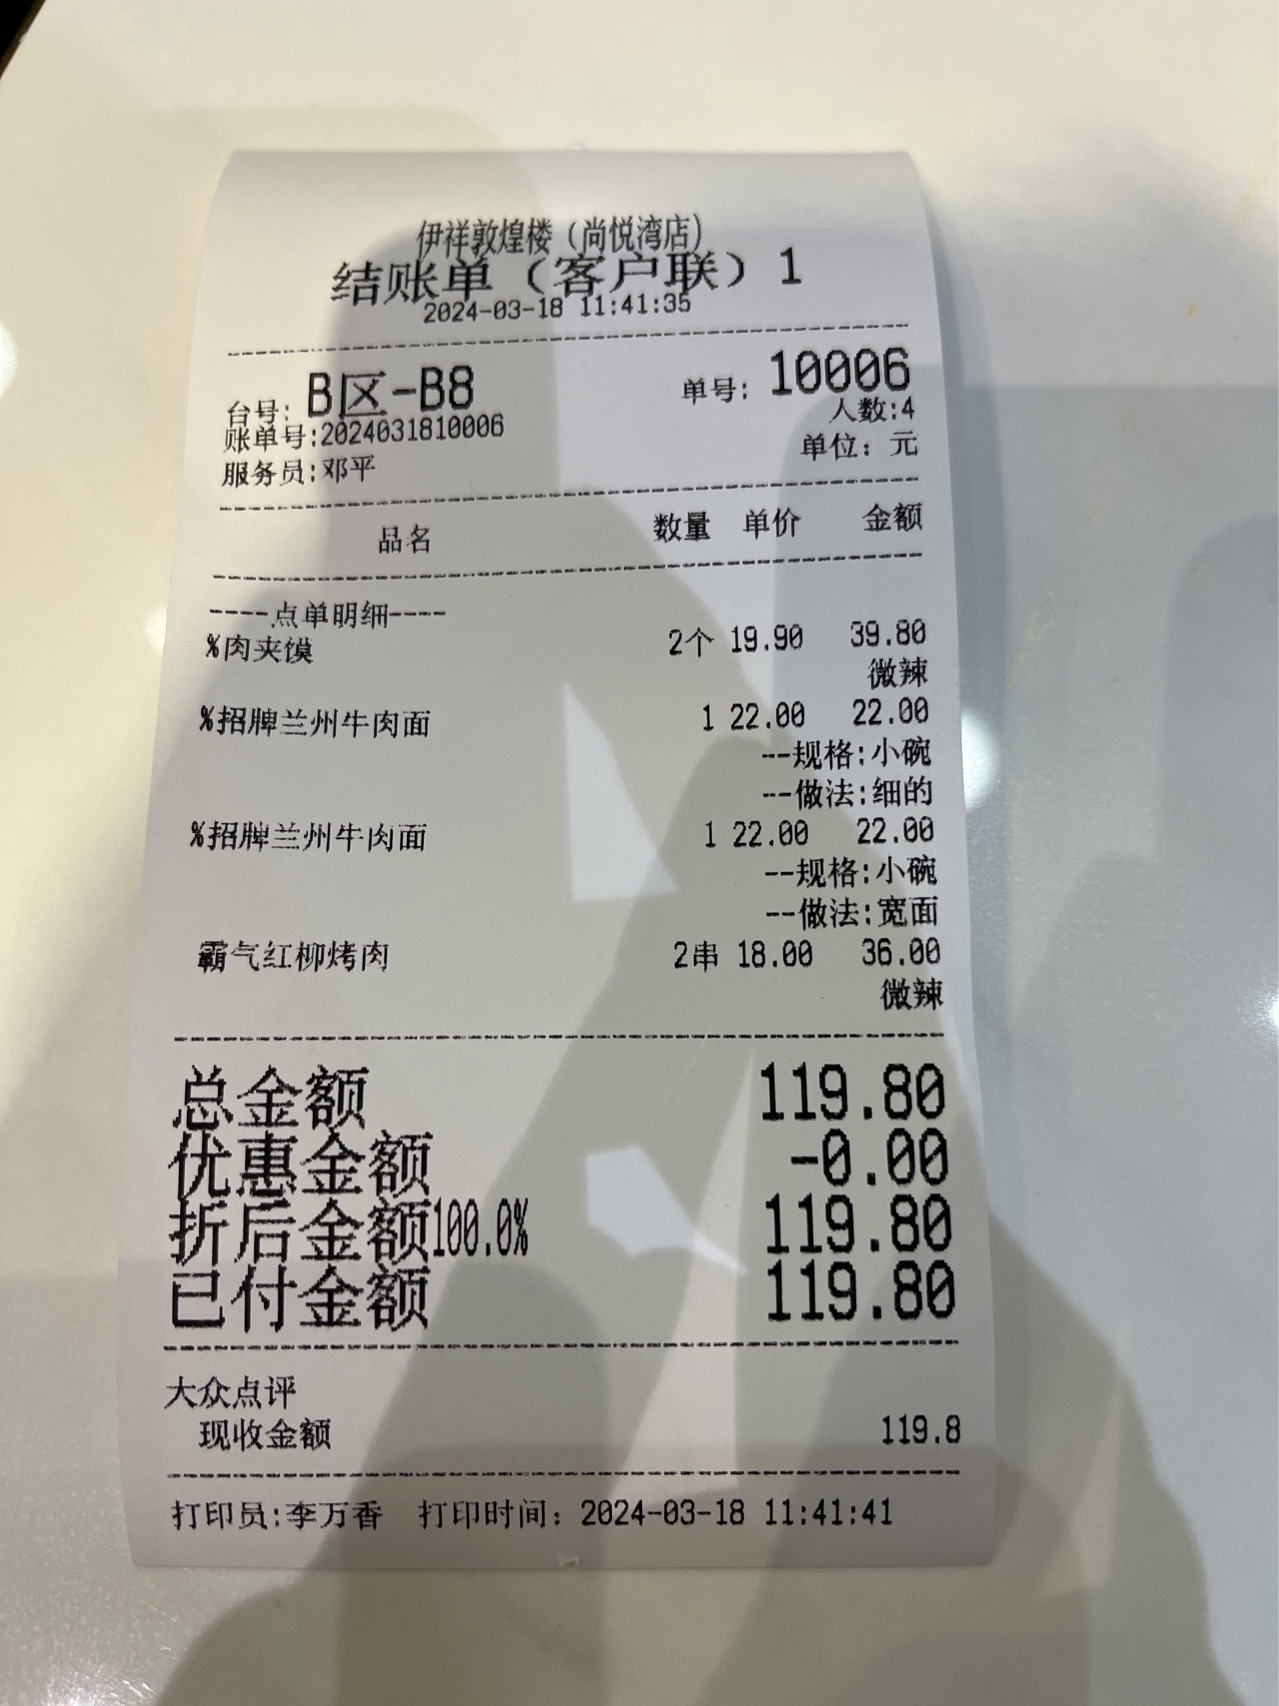 伊祥敦煌楼（尚悦湾店）
结账单（客户联）1
2024-03-18 11:41:35
台号: B区-B8 单号: 10006
人数:4
账单号:2024031810006
单位: 元
服务员:邓平
品名 数量 单价 金额
----点单明细----
%肉夹馍 2个 19.90 39.80
微辣
%招牌兰州牛肉面 1 22.00 22.00
--规格:小碗
--做法:细的
%招牌兰州牛肉面 1 22.00 22.00
--规格:小碗
--做法:宽面
霸气红柳烤肉 2串 18.00 36.00
微辣
总金额 119.80
优惠金额 -0.00
折后金额100.0% 119.80
已付金额 119.80
大众点评
现收金额 119.8
打印员:李万香 打印时间: 2024-03-18 11:41:41